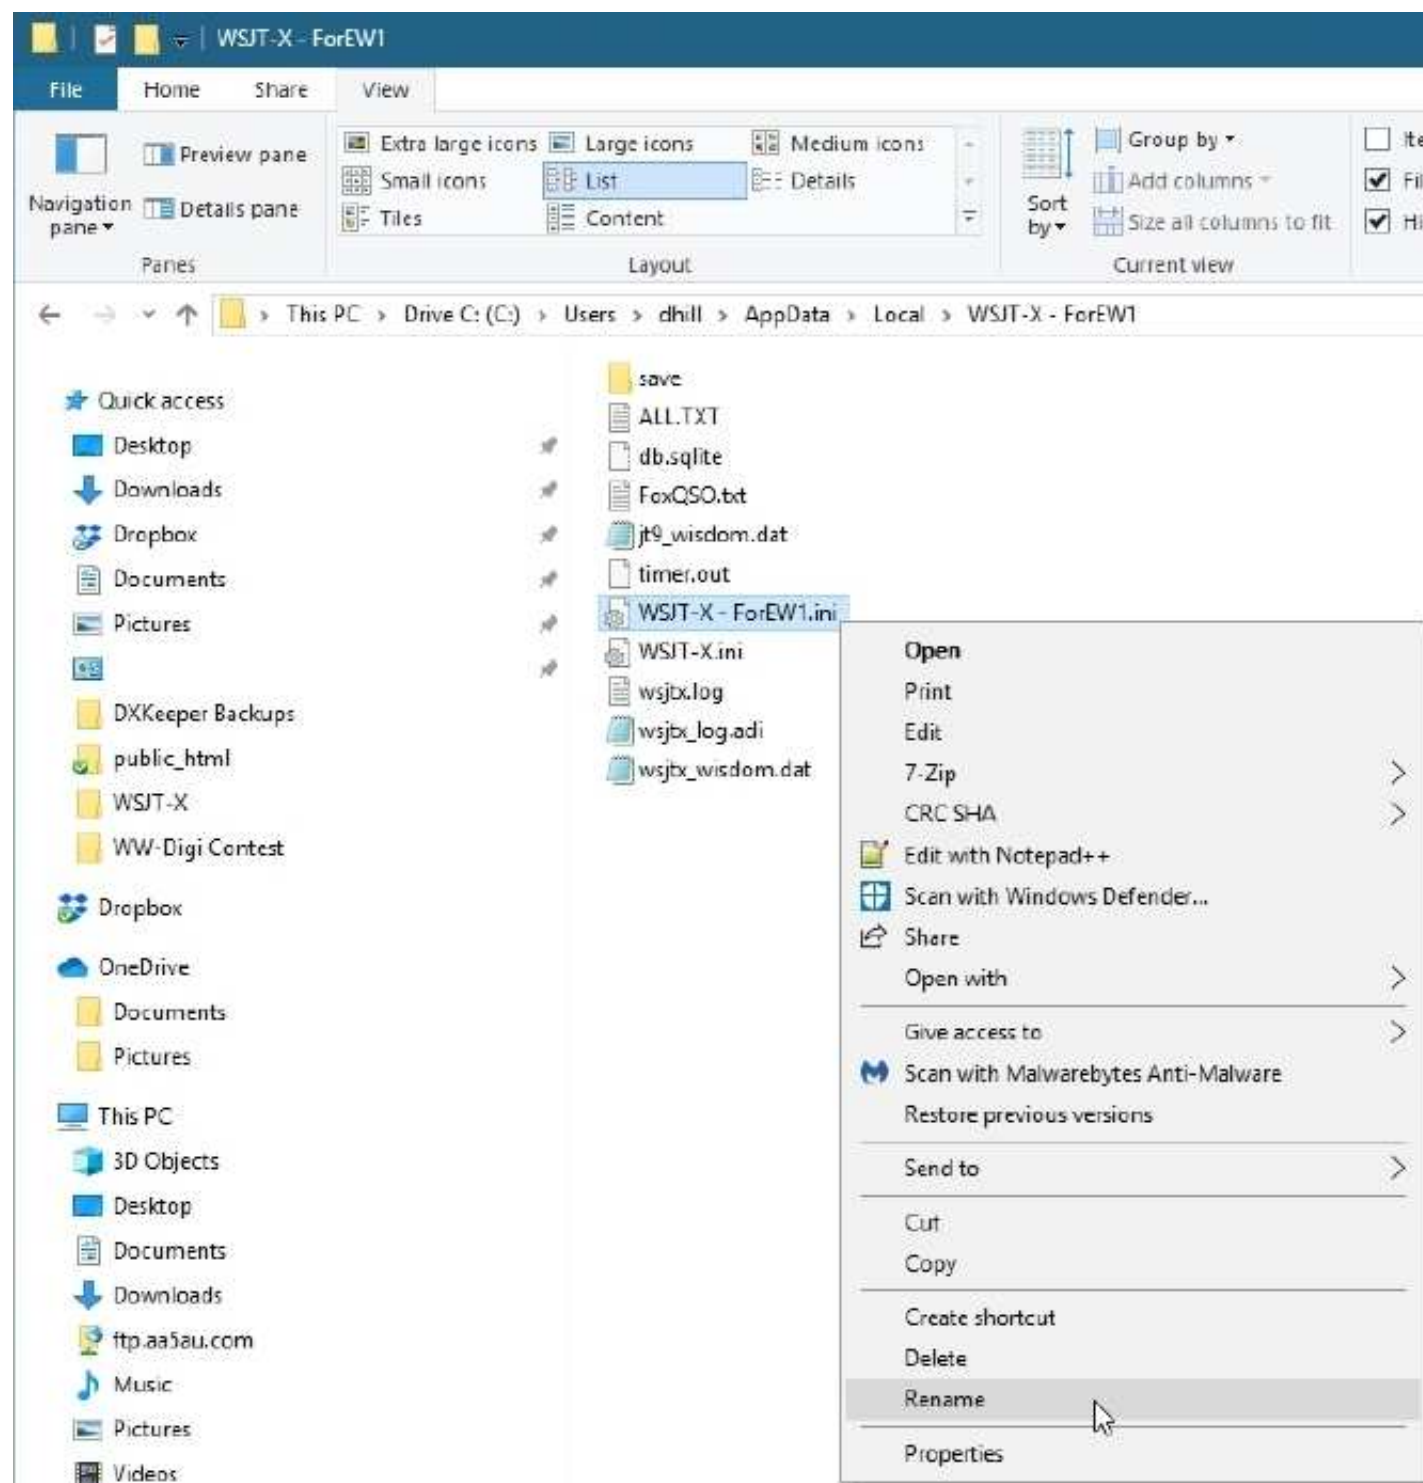 WSJT-X - ForEW1
File Home Share View
Preview pane
Details pane
Navigation pane
Panes
Extra large icons Large icons Medium icons
Small icons List Details
Tiles Content
Layout
Sort by
Group by
Add columns
Size all columns to fit
Current view
This PC > Drive C: (C:) > Users > dhill > AppData > Local > WSJT-X - ForEW1
Quick access
Desktop
Downloads
Dropbox
Documents
Pictures
DXKeeper Backups
public_html
WSJT-X
WW-Digi Contest
Dropbox
OneDrive
Documents
Pictures
This PC
3D Objects
Desktop
Documents
Downloads
ftp.aa5au.com
Music
Pictures
Videos
save
ALL.TXT
db.sqlite
FoxQSO.txt
jt9_wisdom.dat
timer.out
WSJT-X - ForEW1.ini
WSJT-X.ini
wsjtx.log
wsjtx_log.adi
wsjtx_wisdom.dat
Open
Print
Edit
7-Zip
CRC SHA
Edit with Notepad++
Scan with Windows Defender...
Share
Open with
Give access to
Scan with Malwarebytes Anti-Malware
Restore previous versions
Send to
Cut
Copy
Create shortcut
Delete
Rename
Properties